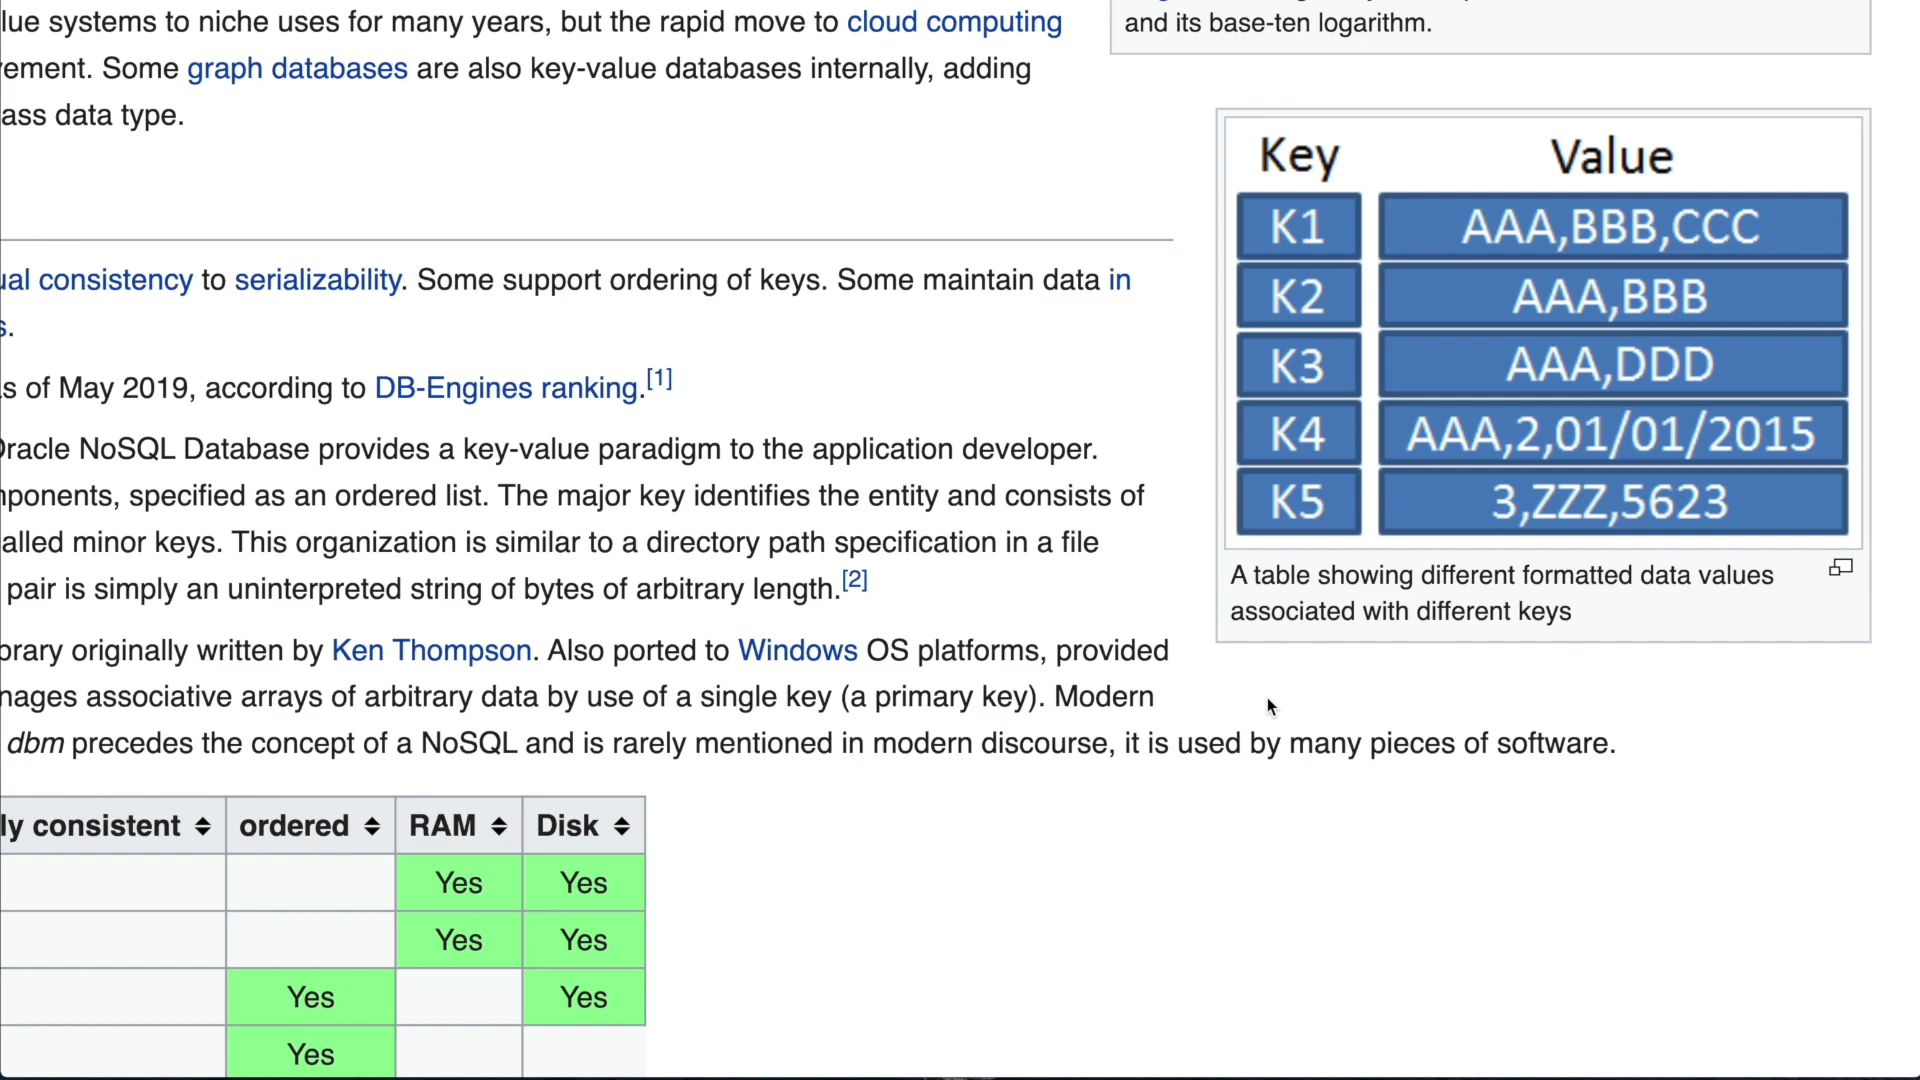 lue systems to niche uses for many years, but the rapid move to cloud computing
ement. Some graph databases are also key-value databases internally, adding
ass data type.
ual consistency to serializability. Some support ordering of keys. Some maintain data in
s.
s of May 2019, according to DB-Engines ranking.[1]
Oracle NoSQL Database provides a key-value paradigm to the application developer.
ponents, specified as an ordered list. The major key identifies the entity and consists of
alled minor keys. This organization is similar to a directory path specification in a file
pair is simply an uninterpreted string of bytes of arbitrary length.[2]
brary originally written by Ken Thompson. Also ported to Windows OS platforms, provided
nages associative arrays of arbitrary data by use of a single key (a primary key). Modern
dbm precedes the concept of a NoSQL and is rarely mentioned in modern discourse, it is used by many pieces of software.
and its base-ten logarithm.
Key Value
K1 AAA,BBB,CCC
K2 AAA,BBB
K3 AAA,DDD
K4 AAA,2,01/01/2015
K5 3,ZZZ,5623
A table showing different formatted data values
associated with different keys
ly consistent ordered RAM Disk
Yes Yes
Yes Yes
Yes Yes
Yes